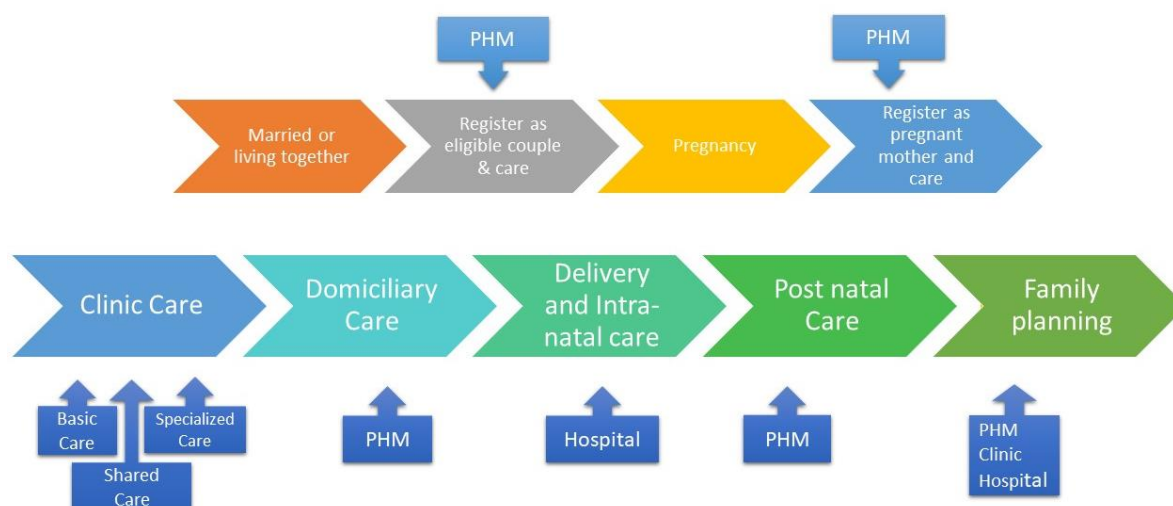 PHM
PHM
Married or
living together
Register as
eligible couple
& care
Pregnancy
Register as
pregnant
mother and
care
Clinic Care
Domiciliary
Care
Delivery
and Intra-
natal care
Post natal
Care
Family
planning
Basic
Care
Shared
Care
Specialized
Care
PHM
Hospital
PHM
PHM
Clinic
Hospital